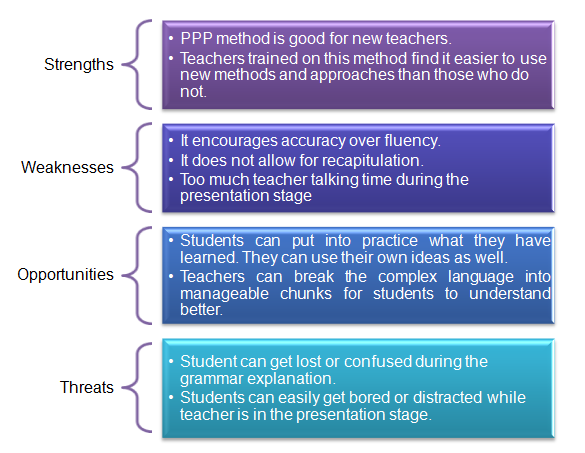 Strengths
• PPP method is good for new teachers.
• Teachers trained on this method find it easier to use
new methods and approaches than those who do
not.
Weaknesses
• It encourages accuracy over fluency.
• It does not allow for recapitulation.
• Too much teacher talking time during the
presentation stage
Opportunities
• Students can put into practice what they have
learned. They can use their own ideas as well.
• Teachers can break the complex language into
manageable chunks for students to understand
better.
Threats
• Student can get lost or confused during the
grammar explanation.
• Students can easily get bored or distracted while
teacher is in the presentation stage.